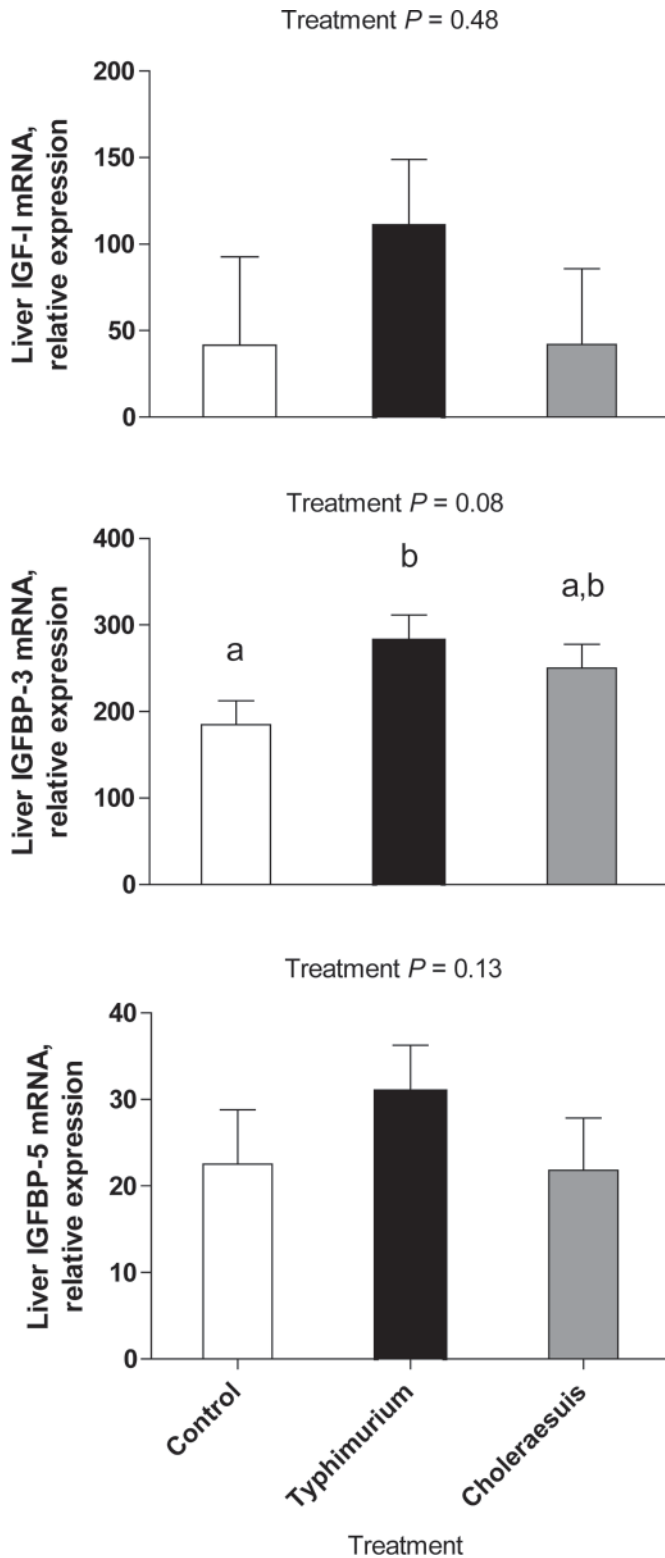 Treatment P = 0.48
Liver IGF-I mRNA,
relative expression
200
150
100
50
0
Treatment P = 0.08
Liver IGFBP-3 mRNA,
relative expression
400
300
200
100
0
a
b
a,b
Treatment P = 0.13
Liver IGFBP-5 mRNA,
relative expression
40
30
20
10
0
Control
Typhimurium
Choleraesuis
Treatment